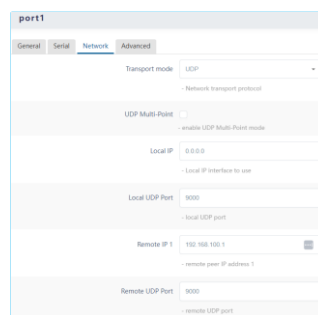 port1
General Serial Network Advanced
Transport mode UDP
- Network transport protocol
UDP Multi-Point
- enable UDP Multi-Point mode
Local IP 0.0.0.0
- Local IP interface to use
Local UDP Port 9000
- local UDP port
Remote IP 1 192.168.100.1
- remote peer IP address 1
Remote UDP Port 9000
- remote UDP port